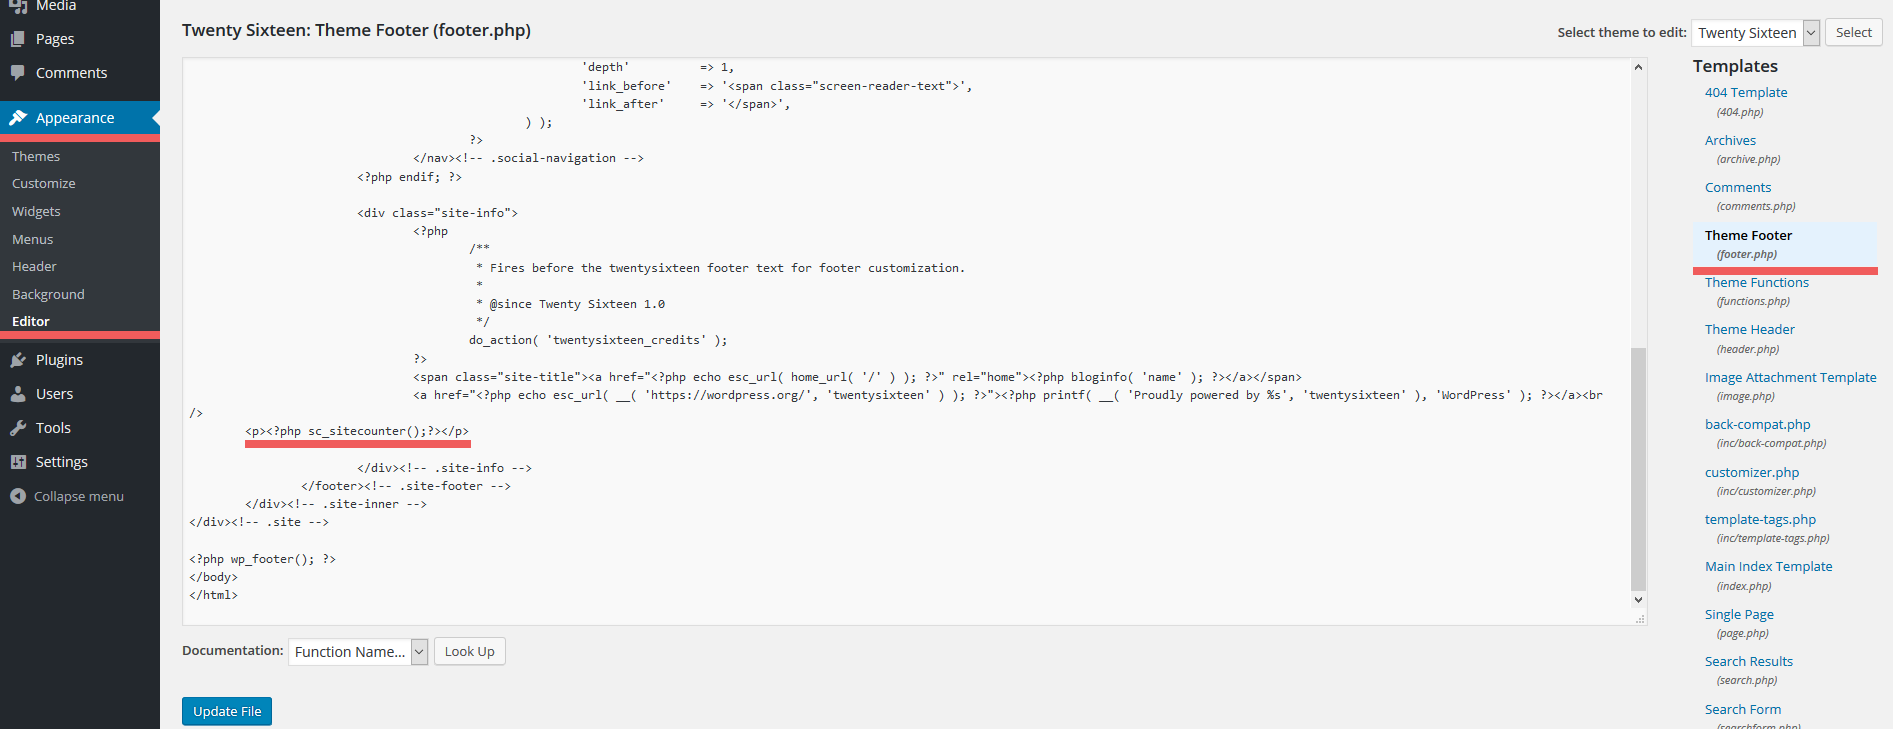 Media
Pages
Comments
Appearance
Themes
Customize
Widgets
Menus
Header
Background
Editor
Plugins
Users
Tools
Settings
Collapse menu
Twenty Sixteen: Theme Footer (footer.php)
Select theme to edit: Twenty Sixteen Select
'depth' => 1,
'link_before' => '<span class="screen-reader-text">',
'link_after' => '</span>',
) );
?>
</nav><!-- .social-navigation -->
<?php endif; ?>
<div class="site-info">
<?php
/**
* Fires before the twentysixteen footer text for footer customization.
*
* @since Twenty Sixteen 1.0
*/
do_action( 'twentysixteen_credits' );
?>
<span class="site-title"><a href="<?php echo esc_url( home_url( '/' ) ); ?>" rel="home"><?php bloginfo( 'name' ); ?></a></span>
<a href="<?php echo esc_url( __( 'https://wordpress.org/', 'twentysixteen' ) ); ?>"><?php printf( __( 'Proudly powered by %s', 'twentysixteen' ), 'WordPress' ); ?></a><br
/>
<p><?php sc_sitecounter();?></p>
</div><!-- .site-info -->
</footer><!-- .site-footer -->
</div><!-- .site-inner -->
</div><!-- .site -->
<?php wp_footer(); ?>
</body>
</html>
Documentation: Function Name... Look Up
Update File
Templates
404 Template
(404.php)
Archives
(archive.php)
Comments
(comments.php)
Theme Footer
(footer.php)
Theme Functions
(functions.php)
Theme Header
(header.php)
Image Attachment Template
(image.php)
back-compat.php
(inc/back-compat.php)
customizer.php
(inc/customizer.php)
template-tags.php
(inc/template-tags.php)
Main Index Template
(index.php)
Single Page
(page.php)
Search Results
(search.php)
Search Form
(searchform.php)